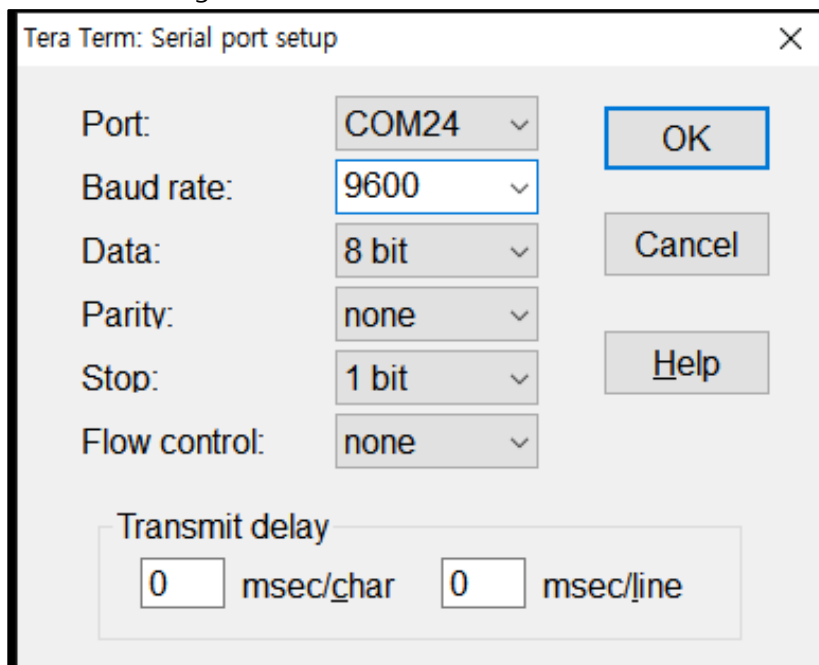 Tera Term: Serial port setup
Port: COM24
OK
Baud rate: 9600
Data: 8 bit
Cancel
Parity: none
Stop: 1 bit
Help
Flow control: none
Transmit delay
0 msec/char 0 msec/line